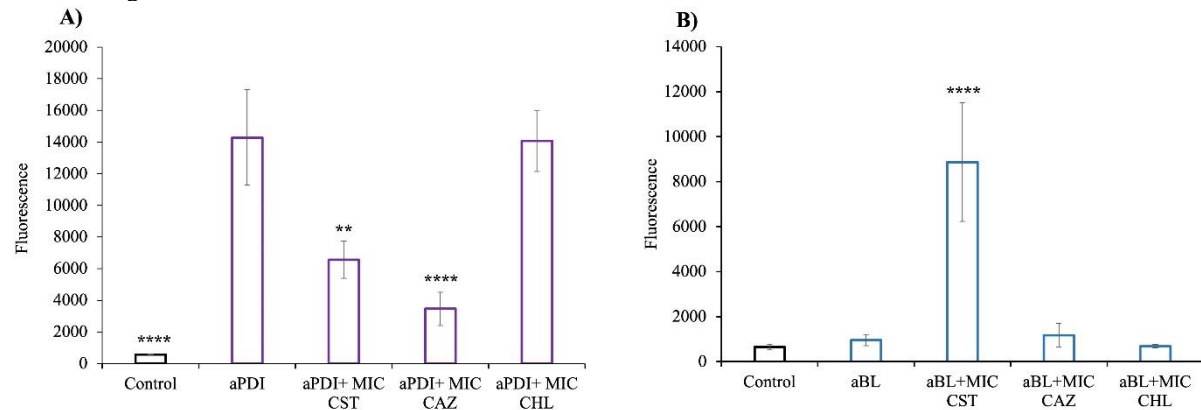 A)
20000
18000
16000
14000
12000
10000
8000
6000
4000
2000
0
Fluorescence
****
**
****
Control
aPDI
aPDI+ MIC
CST
aPDI+ MIC
CAZ
aPDI+ MIC
CHL
B)
14000
12000
10000
8000
6000
4000
2000
0
Fluorescence
****
Control
aBL
aBL+MIC
CST
aBL+MIC
CAZ
aBL+MIC
CHL